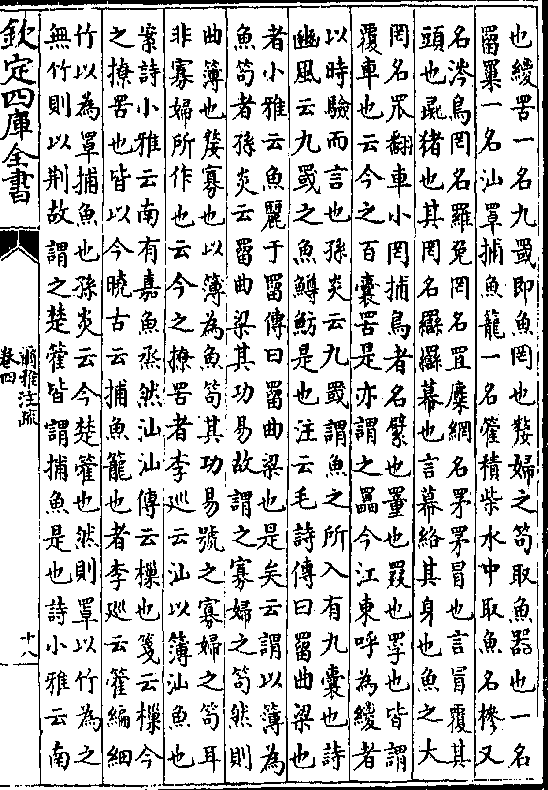 也緵罟一名九罭即魚罔也嫠婦之笱取魚器也一名
罶罺一名汕罩捕魚籠一名篧積柴水中取魚名槮又
名涔鳥罔名羅兔罔名罝麋網名茅茅冒也言冒覆其
頭也彘猪也其罔名羉羉幕也言幕絡其身也魚之大
罔名罛翻車小罔捕鳥者名繴也罿也罬也罦也皆謂
覆車也云今之百囊罟是亦謂之䍡今江東呼為緵者
以時驗而言也孫炎云九罭謂魚之所入有九囊也詩
豳風云九罭之魚鱒魴是也注云毛詩傳曰罶曲梁也
者小雅云魚麗于罶傳曰罶曲梁也是矣云謂以簿為
魚笱者孫炎云罶曲梁其功易故謂之寡婦之笱然則
曲簿也嫠寡也以簿為魚笱其功易號之寡婦之笱耳
非寡婦所作也云今之撩罟者李巡云汕以簿汕魚也
案詩小雅云南有嘉魚烝然汕汕傳云樔也箋云樔今
之撩罟也皆以今曉古云捕魚籠也者李廵云篧編細
竹以為罩捕魚也孫炎云今楚篧也然則罩以竹為之
無竹則以荆故謂之楚篧皆謂捕魚是也詩小雅云南
欽定四庫全書
爾雅注疏
卷四
十八